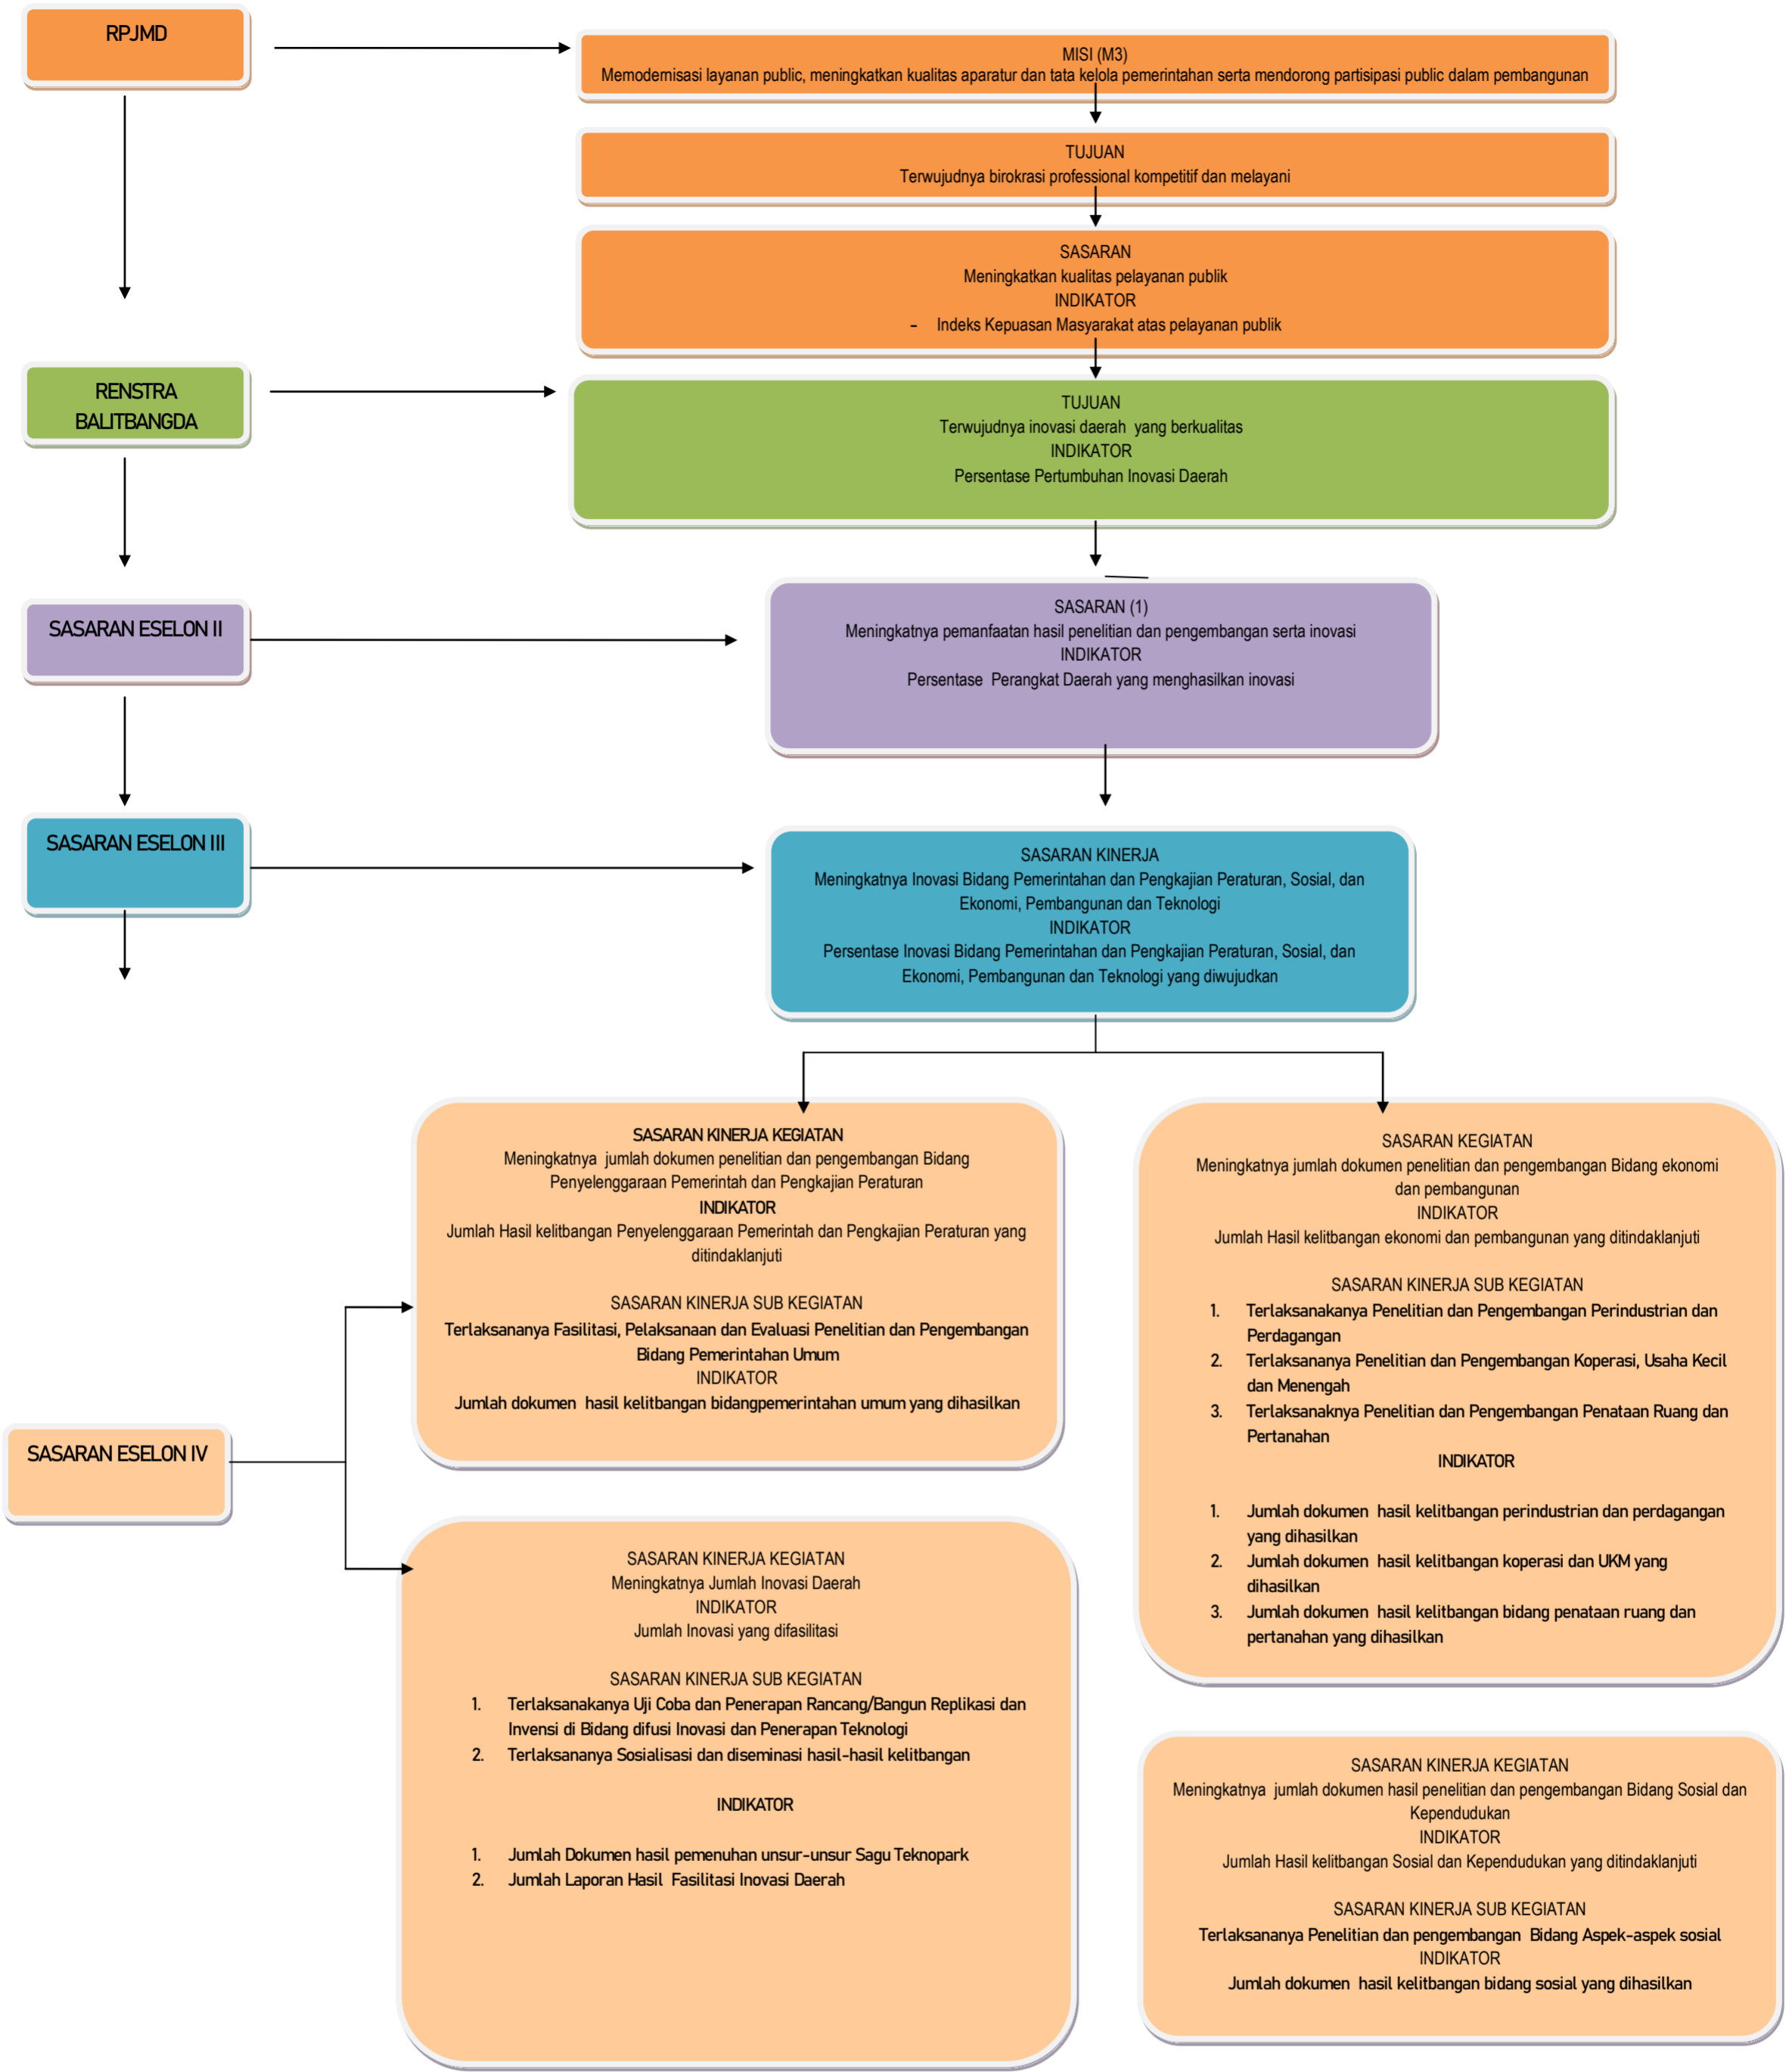 RPJMD
MISI (M3)
Memodernisasi layanan public, meningkatkan kualitas aparatur dan tata kelola pemerintahan serta mendorong partisipasi public dalam pembangunan
TUJUAN
Terwujudnya birokrasi professional kompetitif dan melayani
SASARAN
Meningkatkan kualitas pelayanan publik
INDIKATOR
- Indeks Kepuasan Masyarakat atas pelayanan publik
RENSTRA
BALITBANGDA
TUJUAN
Terwujudnya inovasi daerah yang berkualitas
INDIKATOR
Persentase Pertumbuhan Inovasi Daerah
SASARAN ESELON II
SASARAN (1)
Meningkatnya pemanfaatan hasil penelitian dan pengembangan serta inovasi
INDIKATOR
Persentase Perangkat Daerah yang menghasilkan inovasi
SASARAN ESELON III
SASARAN KINERJA
Meningkatnya Inovasi Bidang Pemerintahan dan Pengkajian Peraturan, Sosial, dan
Ekonomi, Pembangunan dan Teknologi
INDIKATOR
Persentase Inovasi Bidang Pemerintahan dan Pengkajian Peraturan, Sosial, dan
Ekonomi, Pembangunan dan Teknologi yang diwujudkan
SASARAN KINERJA KEGIATAN
Meningkatnya jumlah dokumen penelitian dan pengembangan Bidang
Penyelenggaraan Pemerintah dan Pengkajian Peraturan
INDIKATOR
Jumlah Hasil kelitbangan Penyelenggaraan Pemerintah dan Pengkajian Peraturan yang
ditindaklanjuti
SASARAN KINERJA SUB KEGIATAN
Terlaksananya Fasilitasi, Pelaksanaan dan Evaluasi Penelitian dan Pengembangan
Bidang Pemerintahan Umum
INDIKATOR
Jumlah dokumen hasil kelitbangan bidangpemerintahan umum yang dihasilkan
SASARAN KEGIATAN
Meningkatnya jumlah dokumen penelitian dan pengembangan Bidang ekonomi
dan pembangunan
INDIKATOR
Jumlah Hasil kelitbangan ekonomi dan pembangunan yang ditindaklanjuti
SASARAN KINERJA SUB KEGIATAN
1. Terlaksanakanya Penelitian dan Pengembangan Perindustrian dan
Perdagangan
2. Terlaksananya Penelitian dan Pengembangan Koperasi, Usaha Kecil
dan Menengah
3. Terlaksanaknya Penelitian dan Pengembangan Penataan Ruang dan
Pertanahan
INDIKATOR
1. Jumlah dokumen hasil kelitbangan perindustrian dan perdagangan
yang dihasilkan
2. Jumlah dokumen hasil kelitbangan koperasi dan UKM yang
dihasilkan
3. Jumlah dokumen hasil kelitbangan bidang penataan ruang dan
pertanahan yang dihasilkan
SASARAN ESELON IV
SASARAN KINERJA KEGIATAN
Meningkatnya Jumlah Inovasi Daerah
INDIKATOR
Jumlah Inovasi yang difasilitasi
SASARAN KINERJA SUB KEGIATAN
1. Terlaksanakanya Uji Coba dan Penerapan Rancang/Bangun Replikasi dan
Invensi di Bidang difusi Inovasi dan Penerapan Teknologi
2. Terlaksananya Sosialisasi dan diseminasi hasil-hasil kelitbangan
INDIKATOR
1. Jumlah Dokumen hasil pemenuhan unsur-unsur Sagu Teknopark
2. Jumlah Laporan Hasil Fasilitasi Inovasi Daerah
SASARAN KINERJA KEGIATAN
Meningkatnya jumlah dokumen hasil penelitian dan pengembangan Bidang Sosial dan
Kependudukan
INDIKATOR
Jumlah Hasil kelitbangan Sosial dan Kependudukan yang ditindaklanjuti
SASARAN KINERJA SUB KEGIATAN
Terlaksananya Penelitian dan pengembangan Bidang Aspek-aspek sosial
INDIKATOR
Jumlah dokumen hasil kelitbangan bidang sosial yang dihasilkan